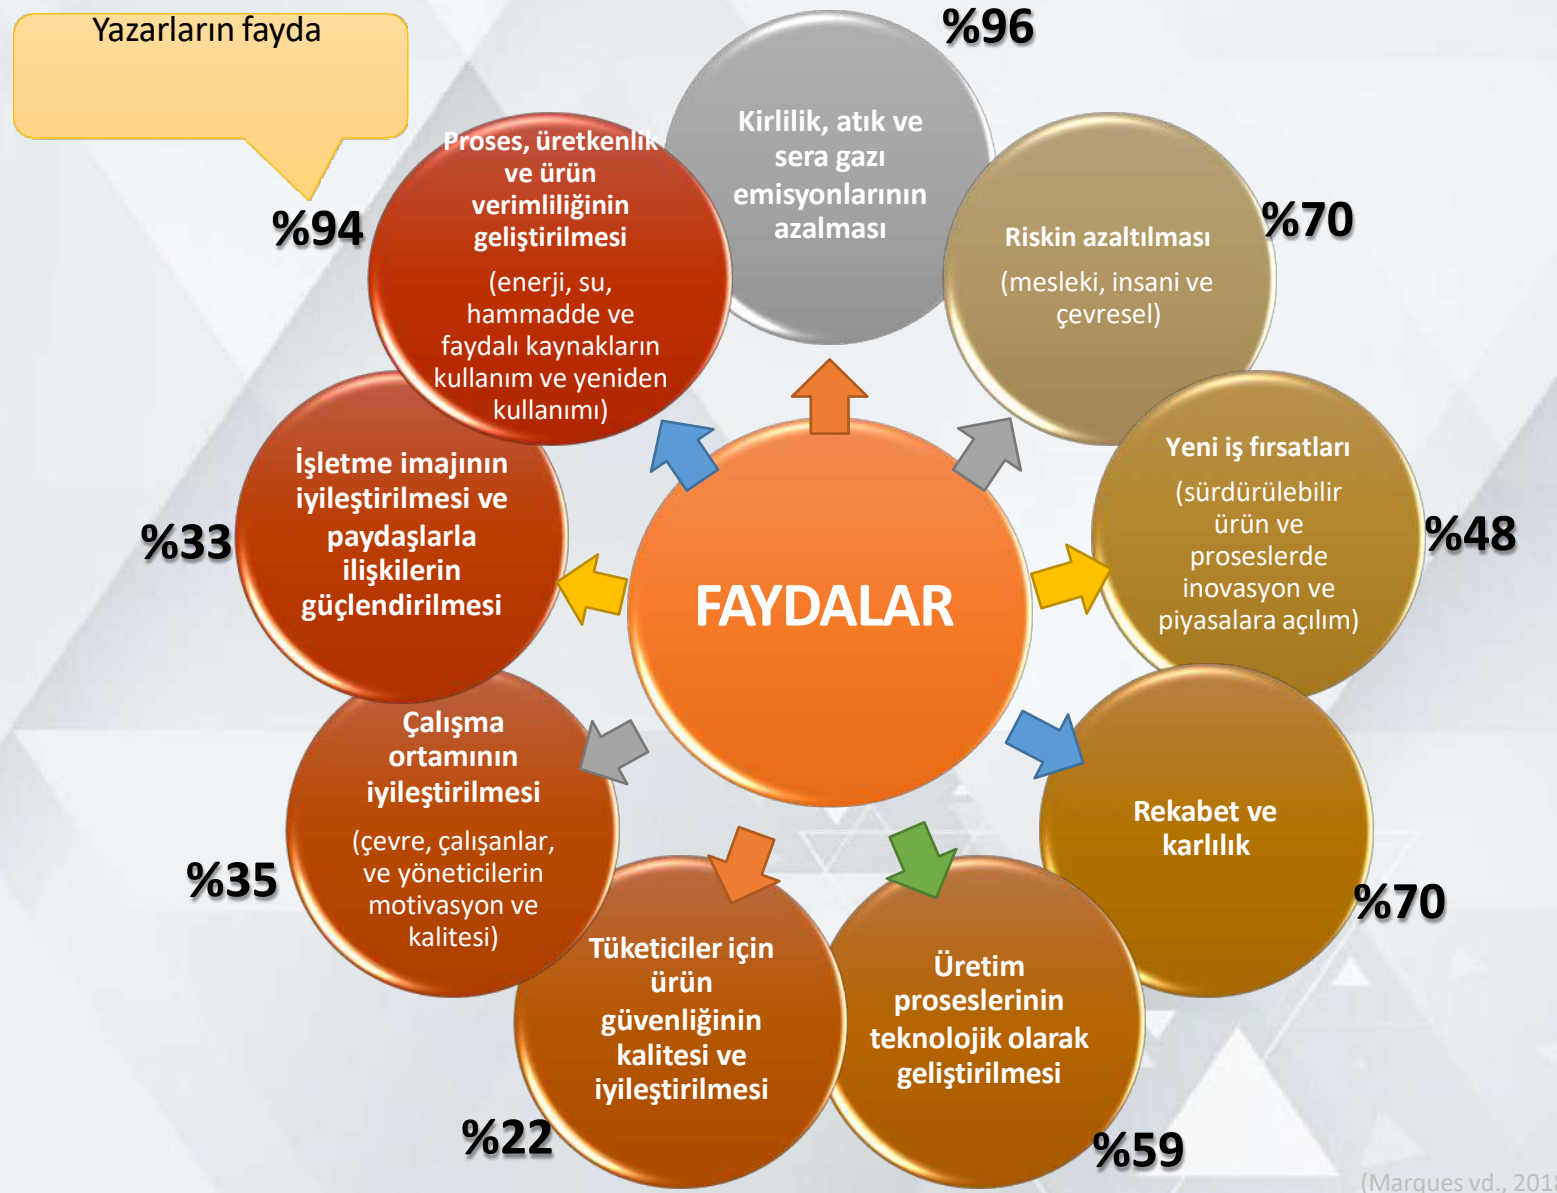 Yazarların fayda
%96
Kirlilik, atık ve
sera gazı
emisyonlarının
azalması
%70
Riskin azaltılması
(mesleki, insani ve
çevresel)
%48
Yeni iş fırsatları
(sürdürülebilir
ürün ve
proseslerde
inovasyon ve
piyasalara açılım)
%70
Rekabet ve
karlılık
%59
Üretim
proseslerinin
teknolojik olarak
geliştirilmesi
%22
Tüketiciler için
ürün
güvenliğinin
kalitesi ve
iyileştirilmesi
%35
Çalışma
ortamının
iyileştirilmesi
(çevre, çalışanlar,
ve yöneticilerin
motivasyon ve
kalitesi)
%33
İşletme imajının
iyileştirilmesi ve
paydaşlarla
ilişkilerin
güçlendirilmesi
%94
Proses, üretkenlik
ve ürün
verimliliğinin
geliştirilmesi
(enerji, su,
hammadde ve
faydalı kaynakların
kullanım ve yeniden
kullanımı)
FAYDALAR
(Marques vd., 2018